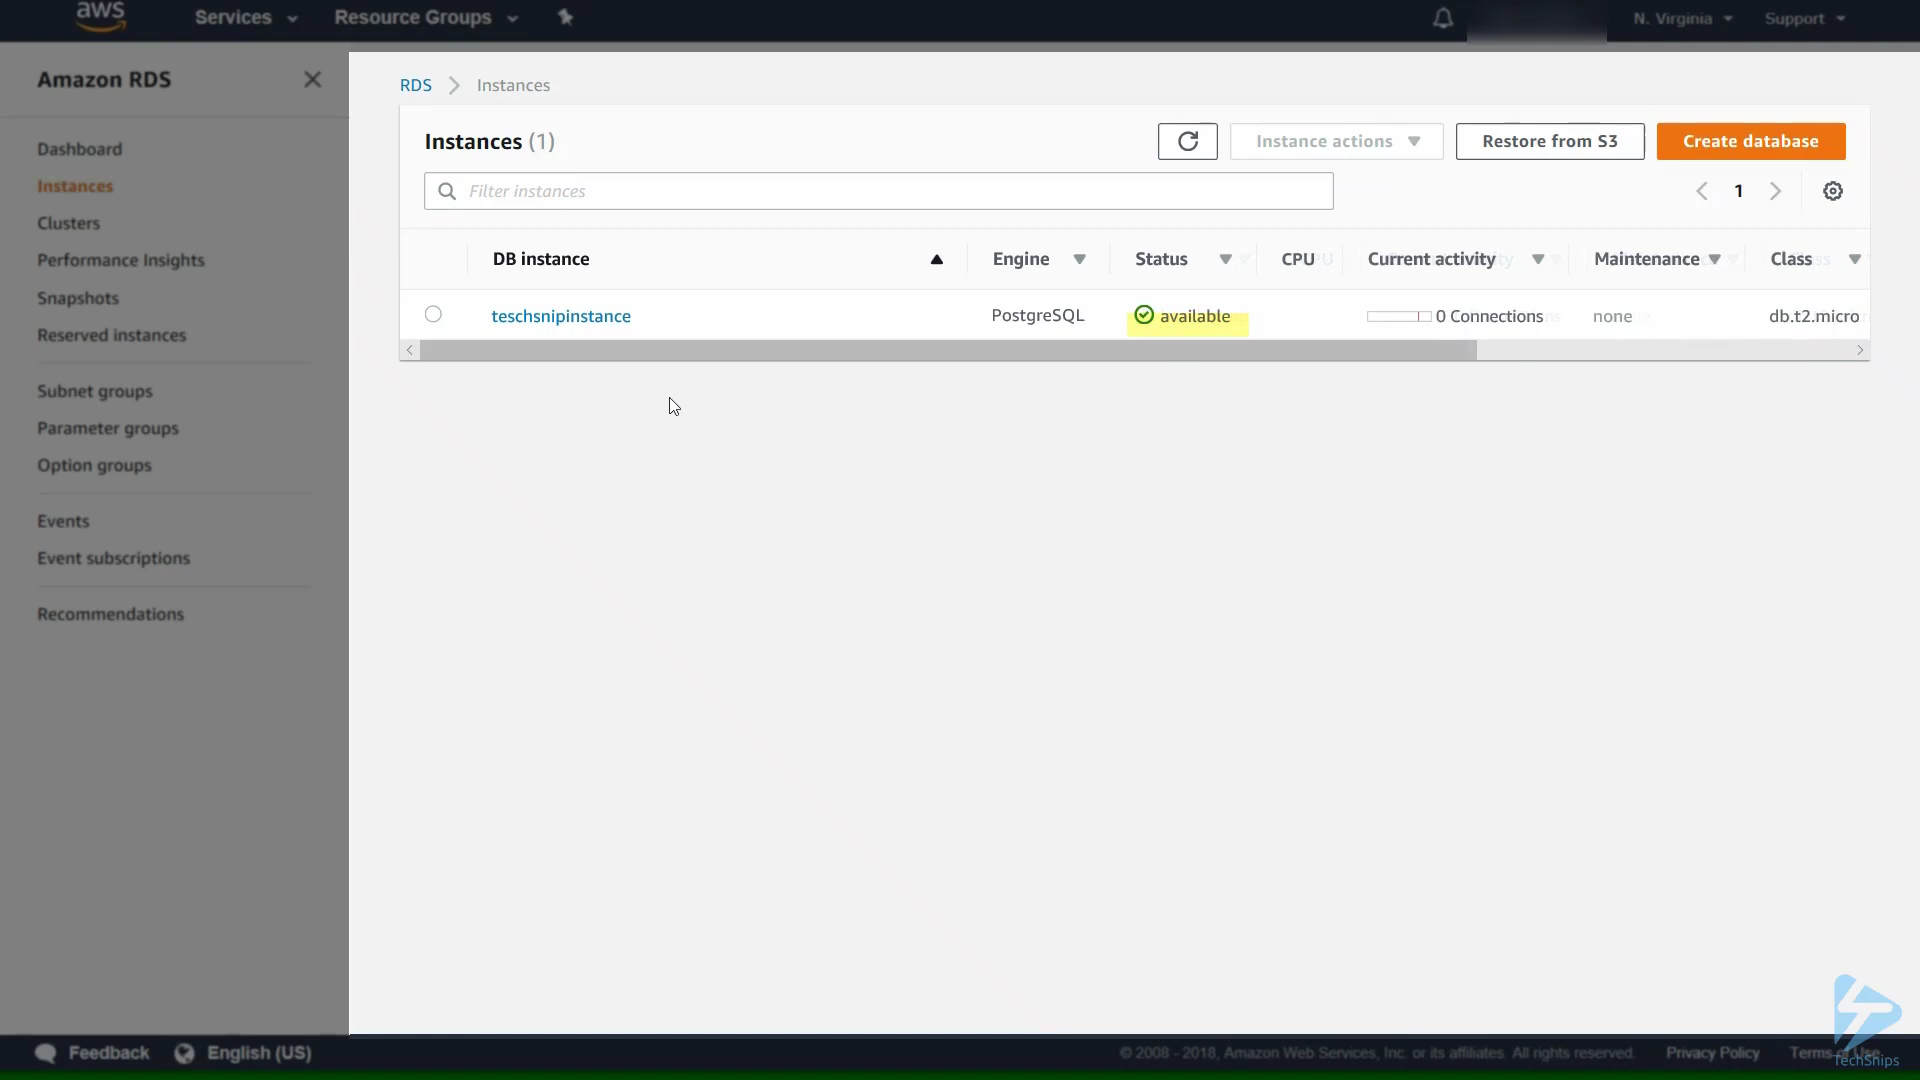 aws
Services
Resource Groups
N. Virginia
Support
Amazon RDS
Dashboard
Instances
Clusters
Performance Insights
Snapshots
Reserved instances
Subnet groups
Parameter groups
Option groups
Events
Event subscriptions
Recommendations
RDS
Instances
Instances (1)
Instance actions
Restore from S3
Create database
Filter instances
1
DB instance
Engine
Status
CPU
Current activity
Maintenance
Class
teschsnipinstance
PostgreSQL
available
0 Connections
none
db.t2.micro
Feedback
English (US)
© 2008 - 2018, Amazon Web Services, Inc. or its affiliates. All rights reserved.
Privacy Policy
Terms
TechSnips